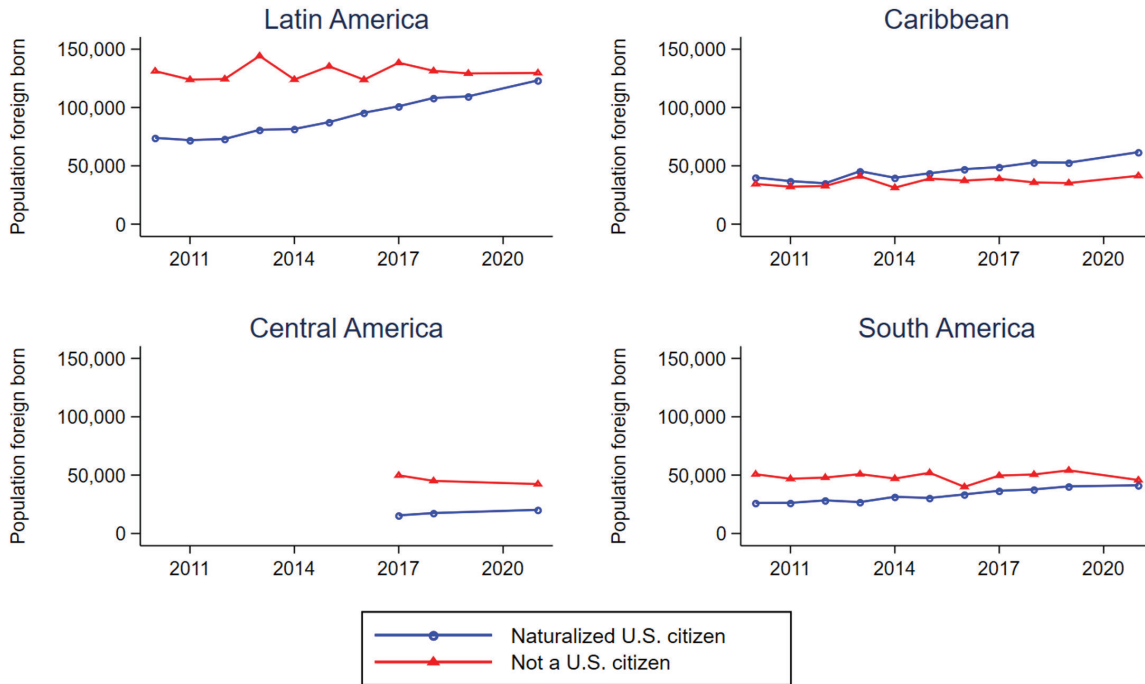 Latin America
Population foreign born
150,000
100,000
50,000
0
2011 2014 2017 2020
Caribbean
Population foreign born
150,000
100,000
50,000
0
2011 2014 2017 2020
Central America
Population foreign born
150,000
100,000
50,000
0
2011 2014 2017 2020
South America
Population foreign born
150,000
100,000
50,000
0
2011 2014 2017 2020
Naturalized U.S. citizen
Not a U.S. citizen